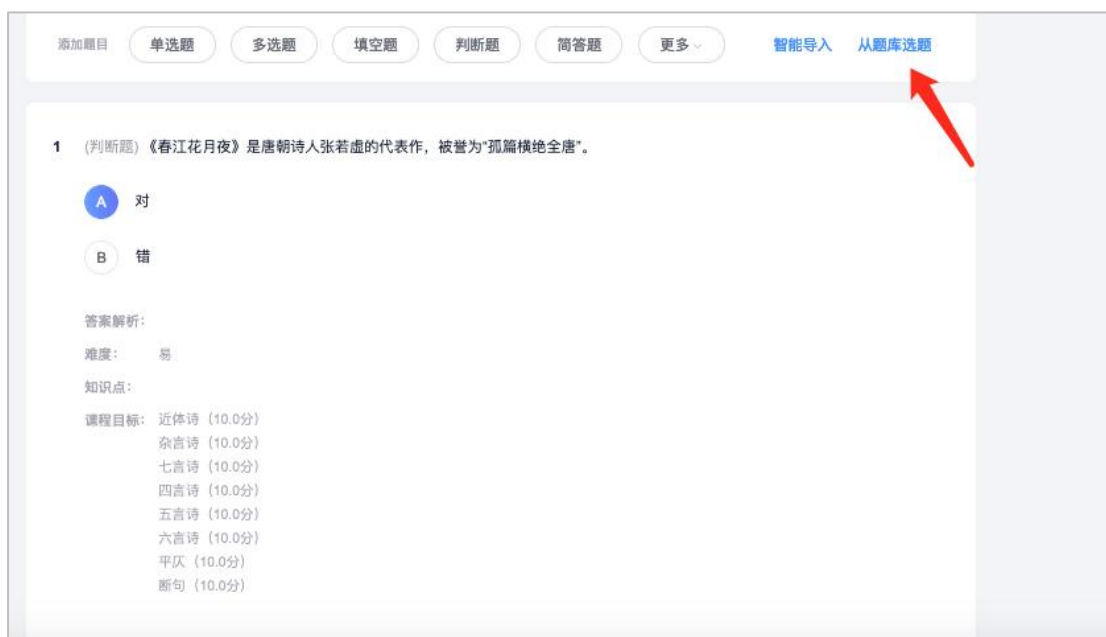 添加题目 单选题 多选题 填空题 判断题 简答题 更多 智能导入 从题库选题
1 (判断题) 《春江花月夜》是唐朝诗人张若虚的代表作，被誉为“孤篇横绝全唐”。
A 对
B 错
答案解析：
难度： 易
知识点：
课程目标： 近体诗（10.0分）
杂言诗（10.0分）
七言诗（10.0分）
四言诗（10.0分）
五言诗（10.0分）
六言诗（10.0分）
平仄（10.0分）
断句（10.0分）